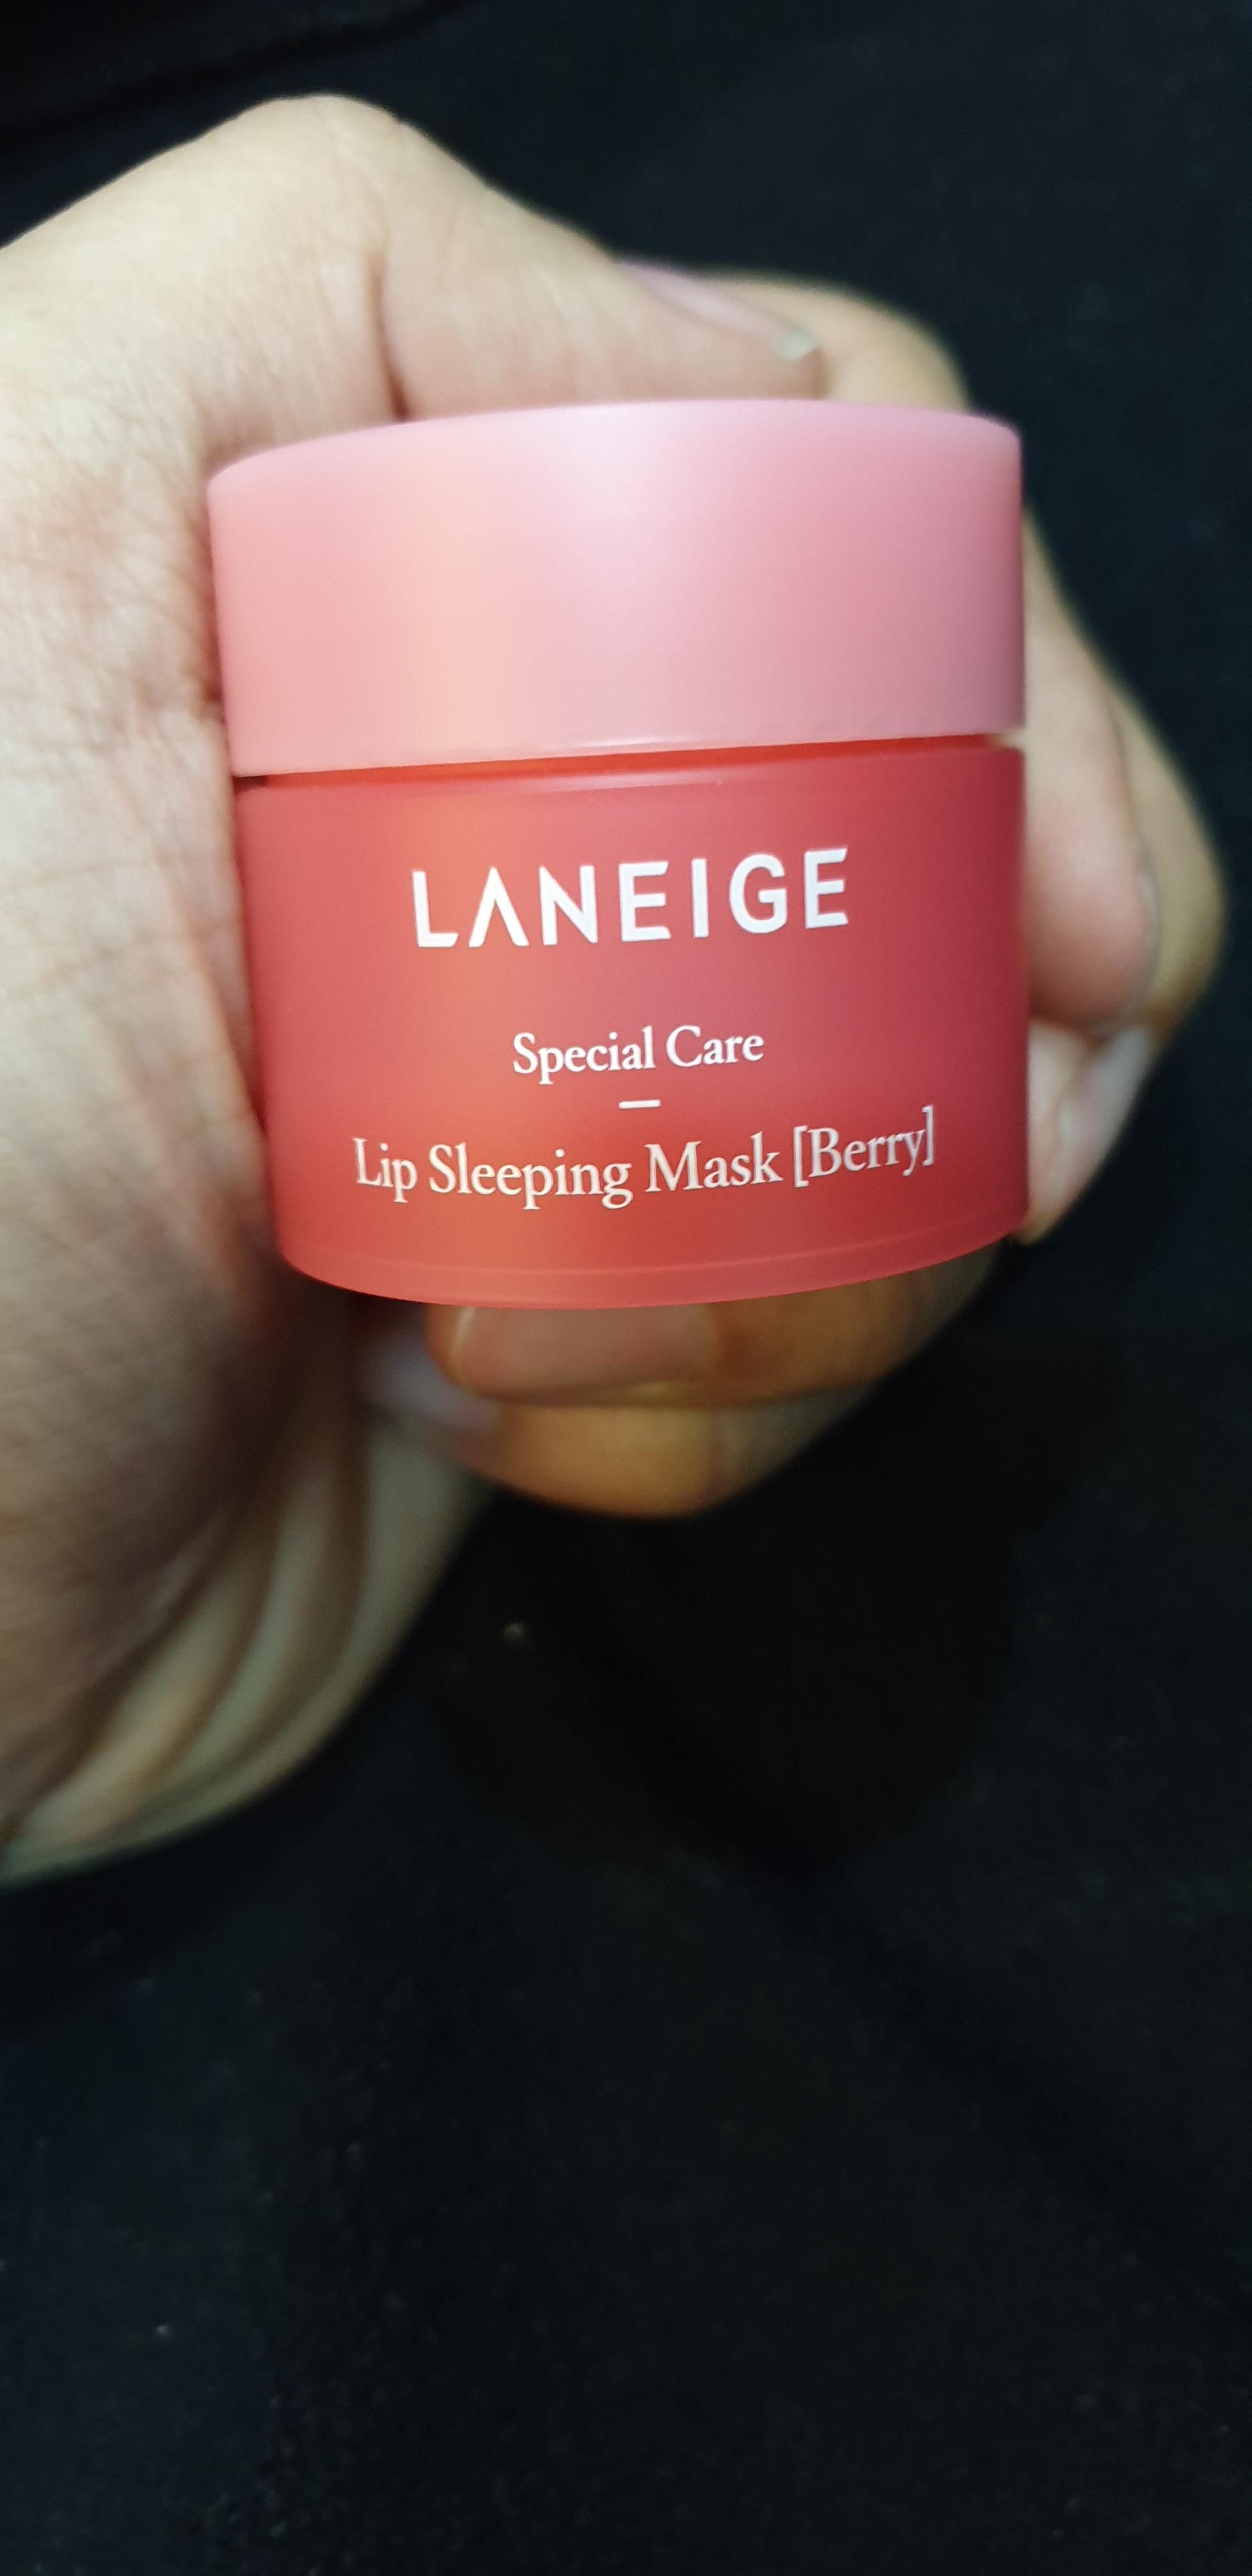 LANEIGE
Special Care
Lip Sleeping Mask [Berry]